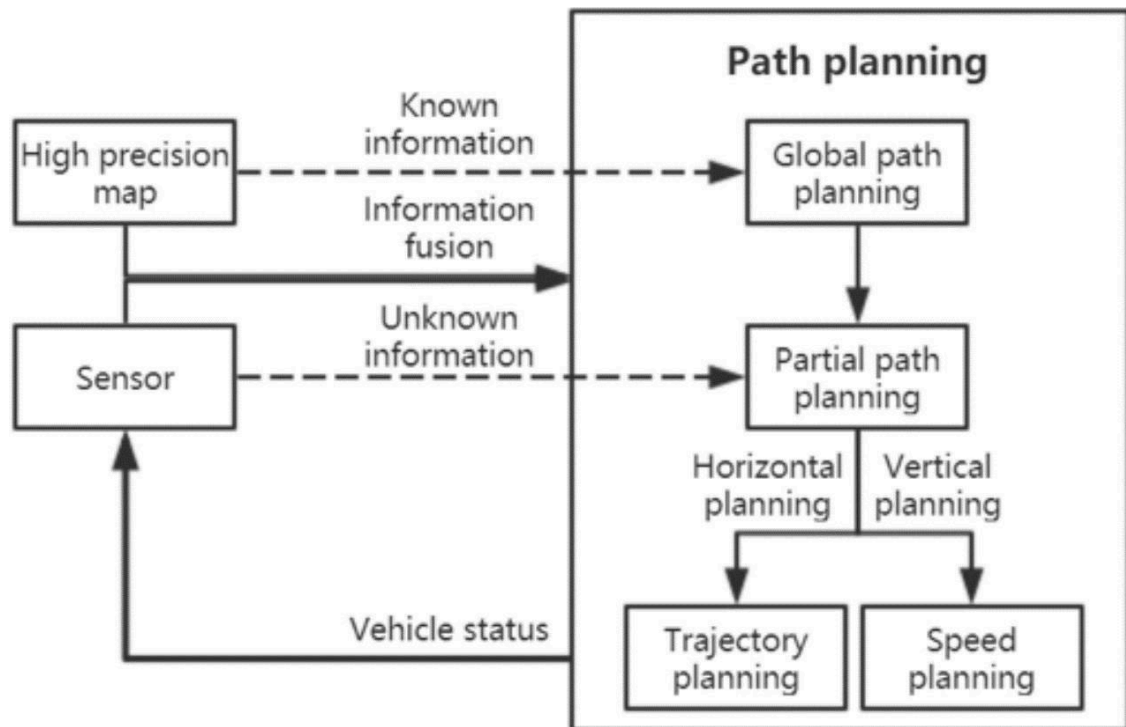 Path planning
Known
information
High precision
map
Global path
planning
Information
fusion
Unknown
information
Sensor
Partial path
planning
Horizontal
planning
Vertical
planning
Vehicle status
Trajectory
planning
Speed
planning